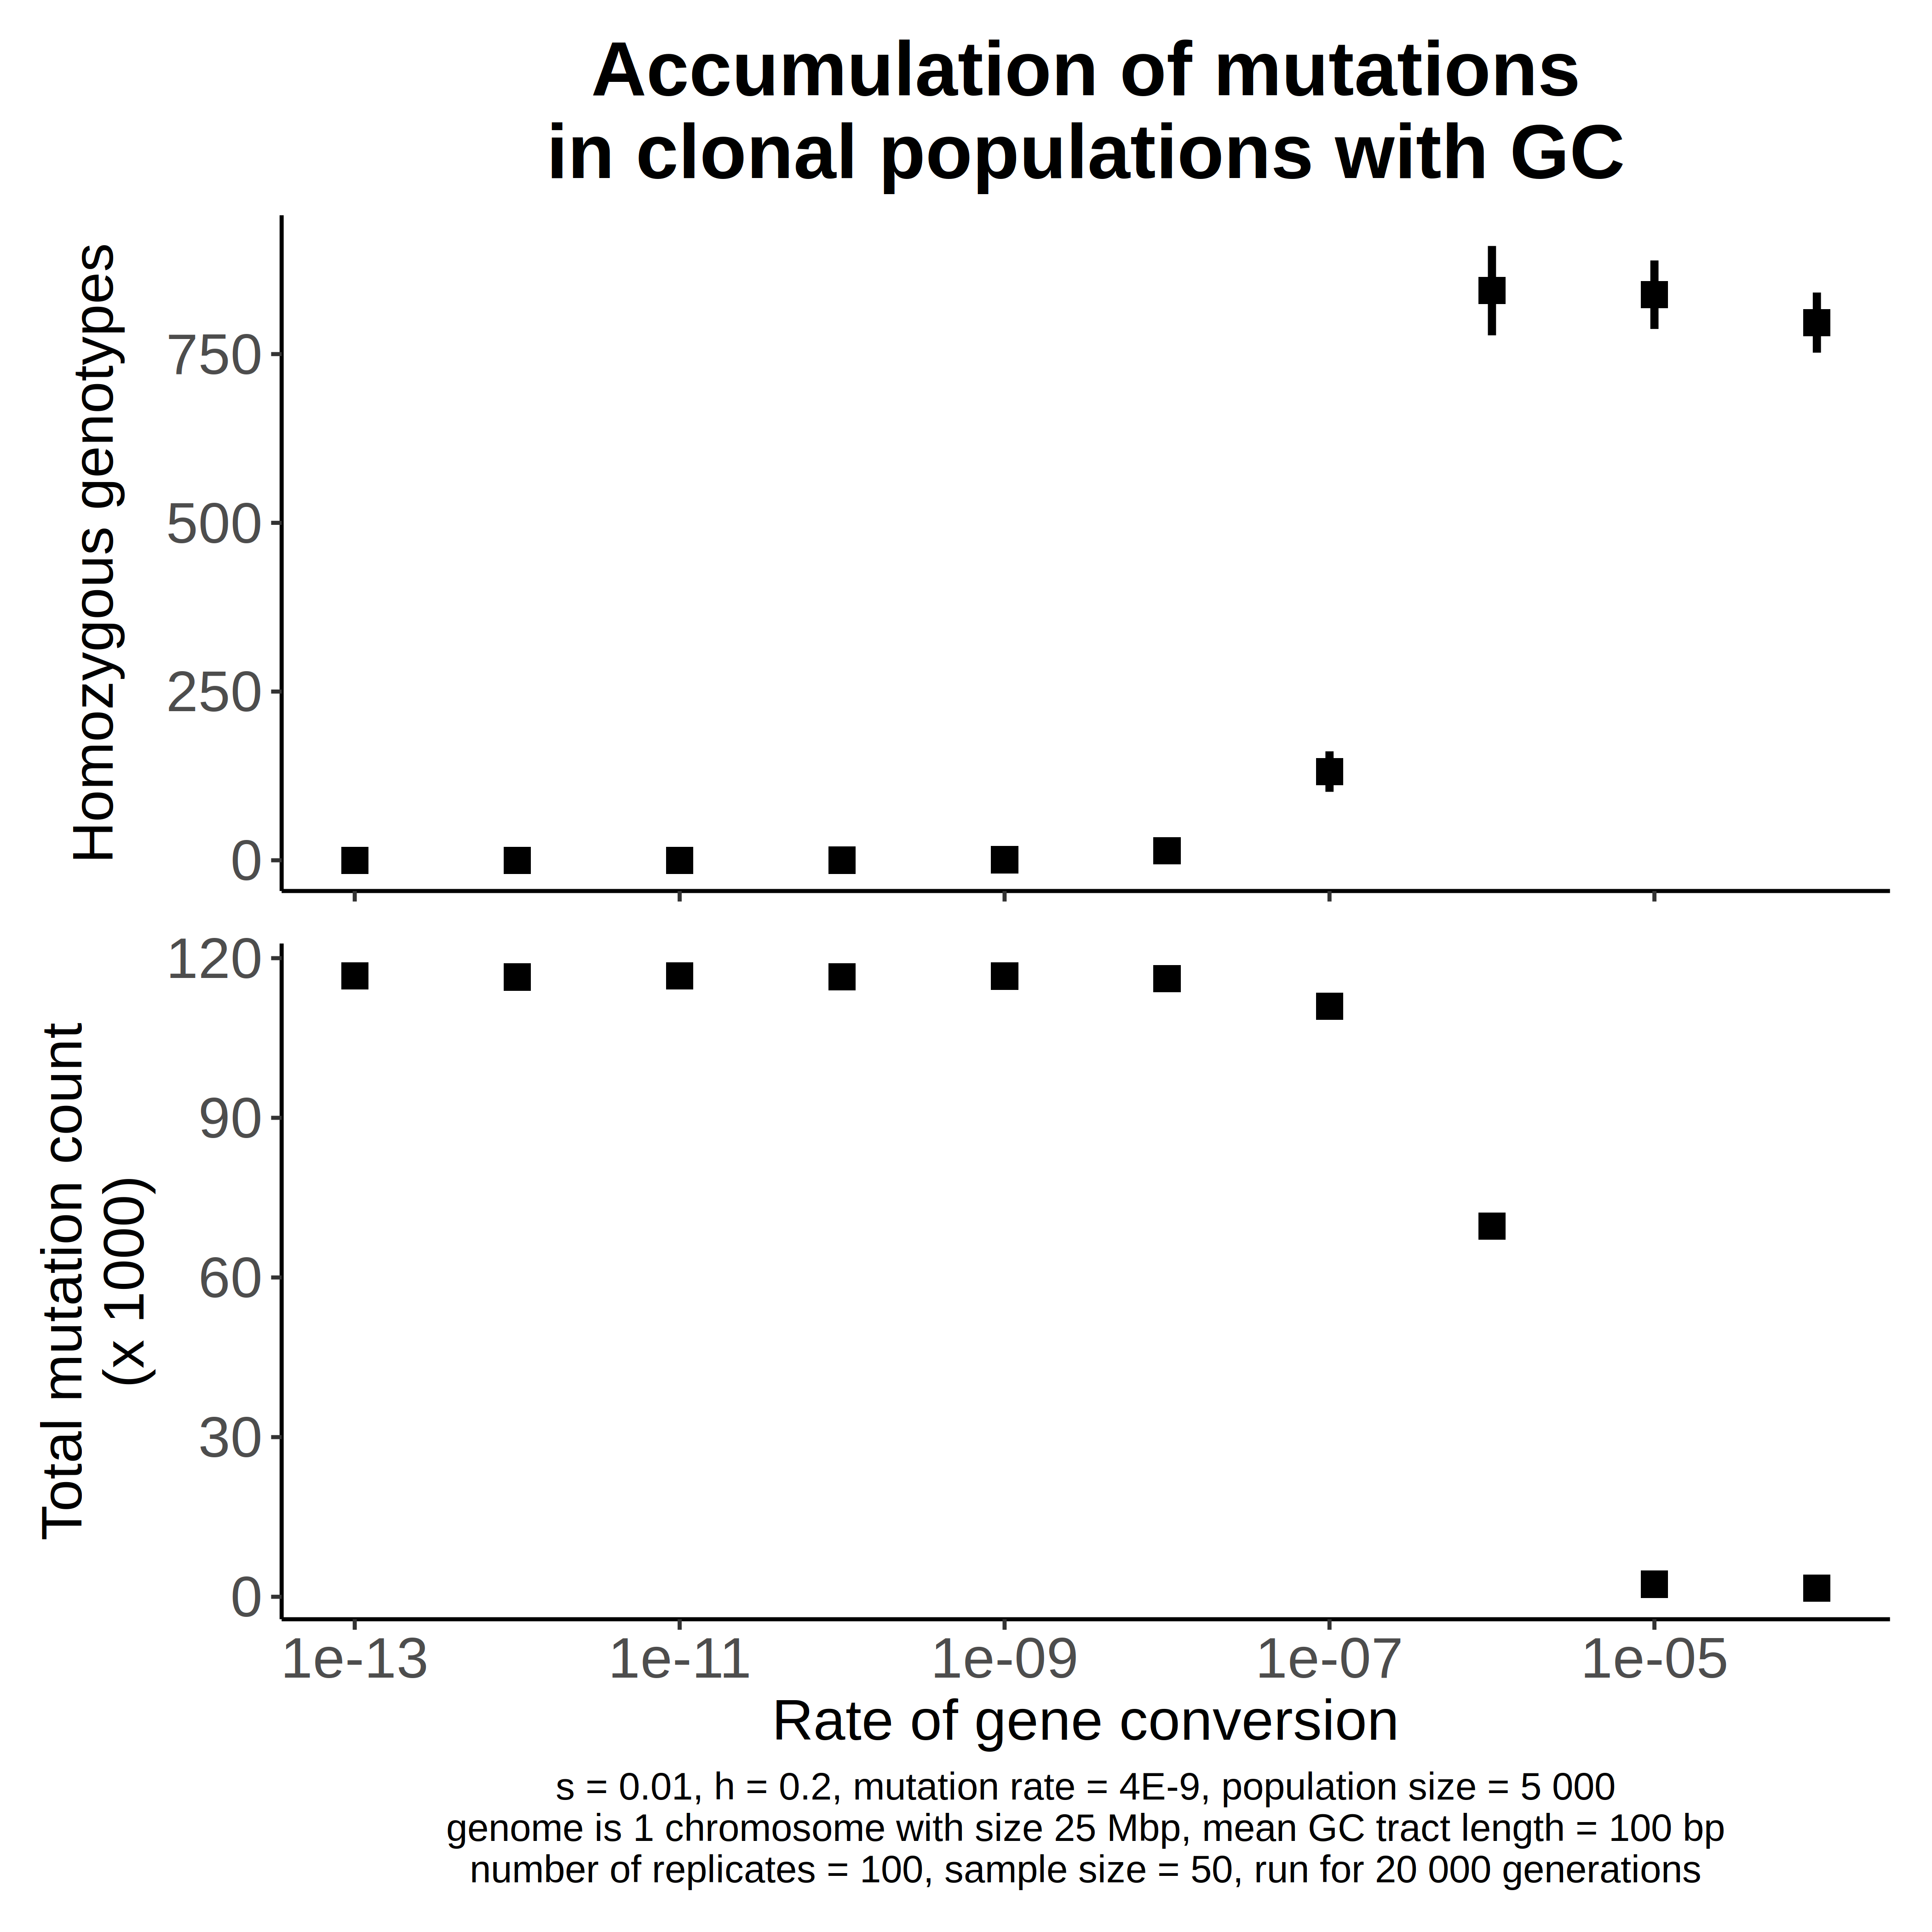 Accumulation of mutations
in clonal populations with GC
Homozygous genotypes
750
500
250
0
Total mutation count
(x 1000)
120
90
60
30
0
1e-13 1e-11 1e-09 1e-07 1e-05
Rate of gene conversion
s = 0.01, h = 0.2, mutation rate = 4E-9, population size = 5 000
genome is 1 chromosome with size 25 Mbp, mean GC tract length = 100 bp
number of replicates = 100, sample size = 50, run for 20 000 generations